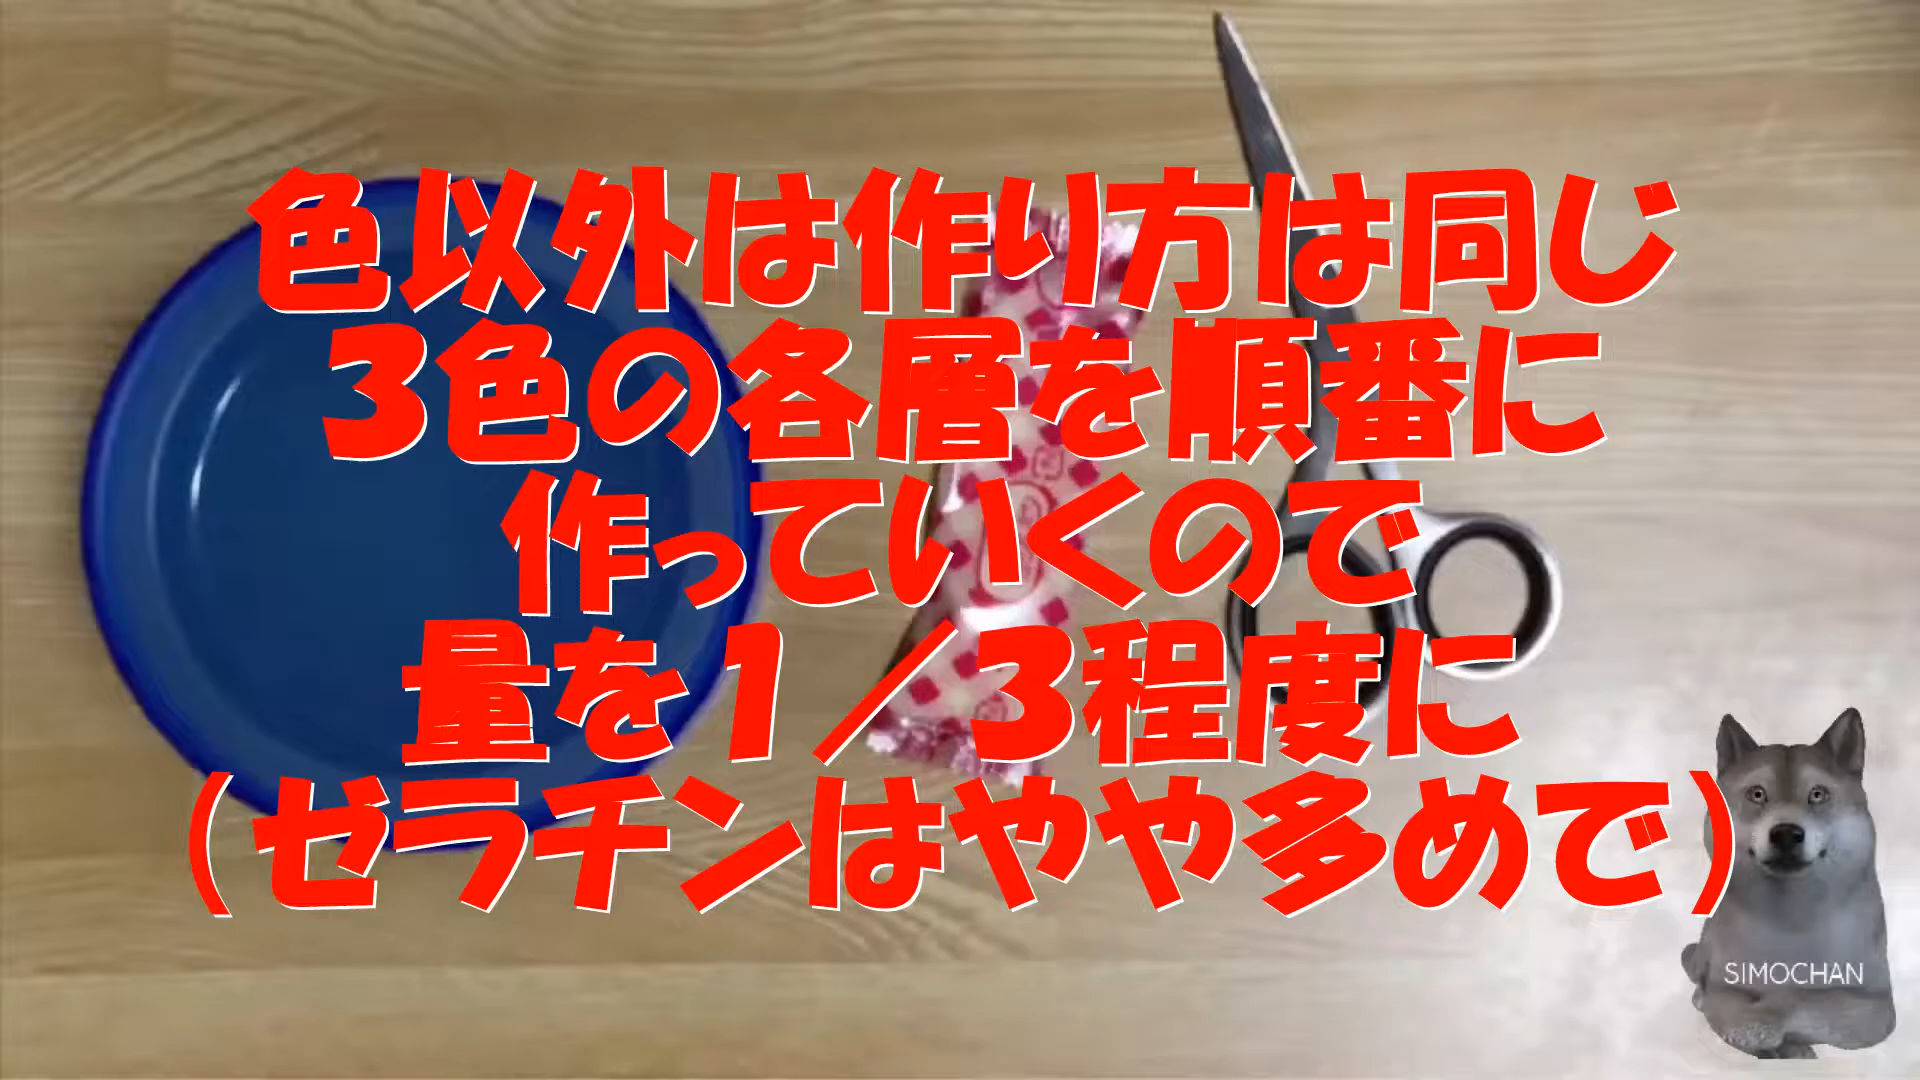 色以外は作り方は同じ
3色の各層を順番に
作っていくので
量を1/3程度に
(ゼラチンはやや多めで)
SIMOCHAN